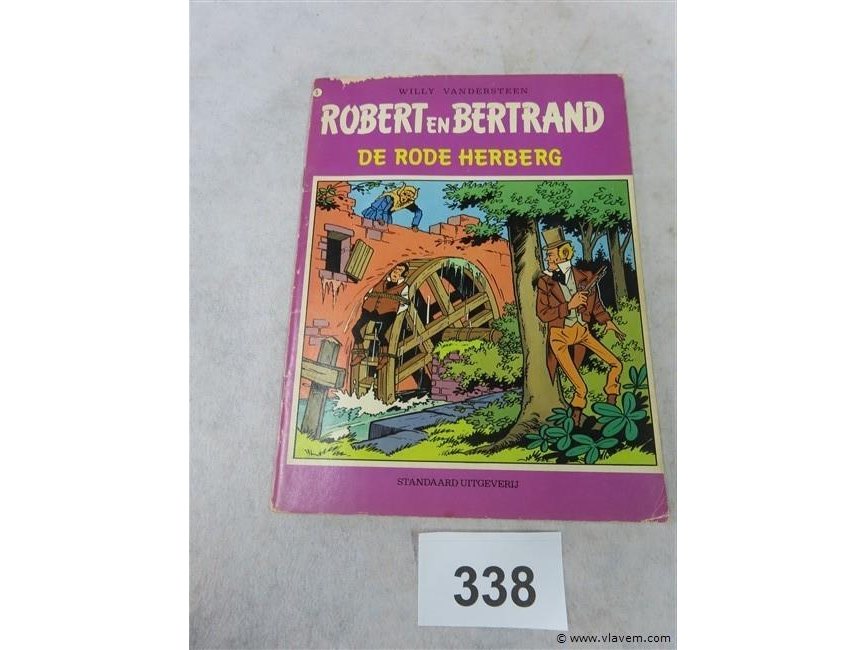 WILLY VANDERSTEEN
ROBERT EN BERTRAND
DE RODE HERBERG
STANDAARD UITGEVERIJ
338
© www.vlavem.com